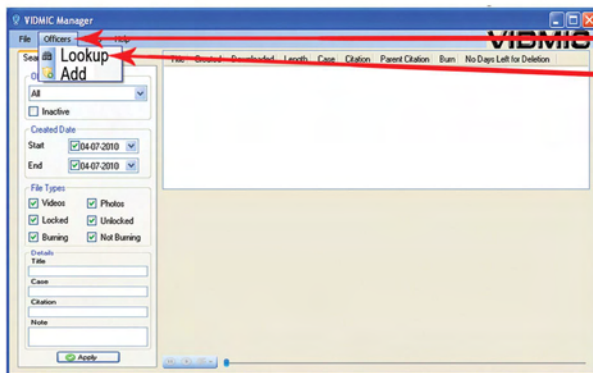 VIDMIC Manager
File Officers Help
VIDMIC
Lookup
Add
Title Created Downloaded Length Case Citation Parent Citation Burn No Days Left for Deletion
All
Inactive
Created Date
Start 04-07-2010
End 04-07-2010
File Types
Videos Photos
Locked Unlocked
Burning Not Burning
Details
Title
Case
Citation
Note
Apply